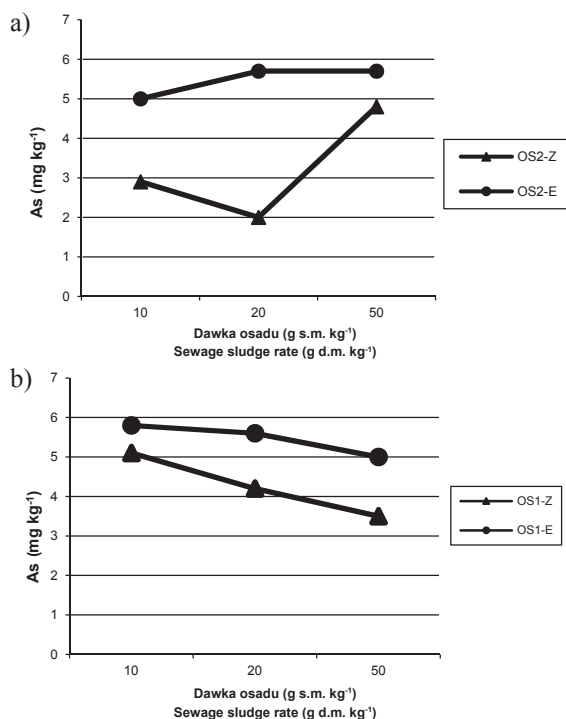 a)
7
6
5
4
3
2
1
0
As (mg kg⁻¹)
10 20 50
Dawka osadu (g s.m. kg⁻¹)
Sewage sludge rate (g d.m. kg⁻¹)
OS2-Z
OS2-E
b)
7
6
5
4
3
2
1
0
As (mg kg⁻¹)
10 20 50
Dawka osadu (g s.m. kg⁻¹)
Sewage sludge rate (g d.m. kg⁻¹)
OS1-Z
OS1-E